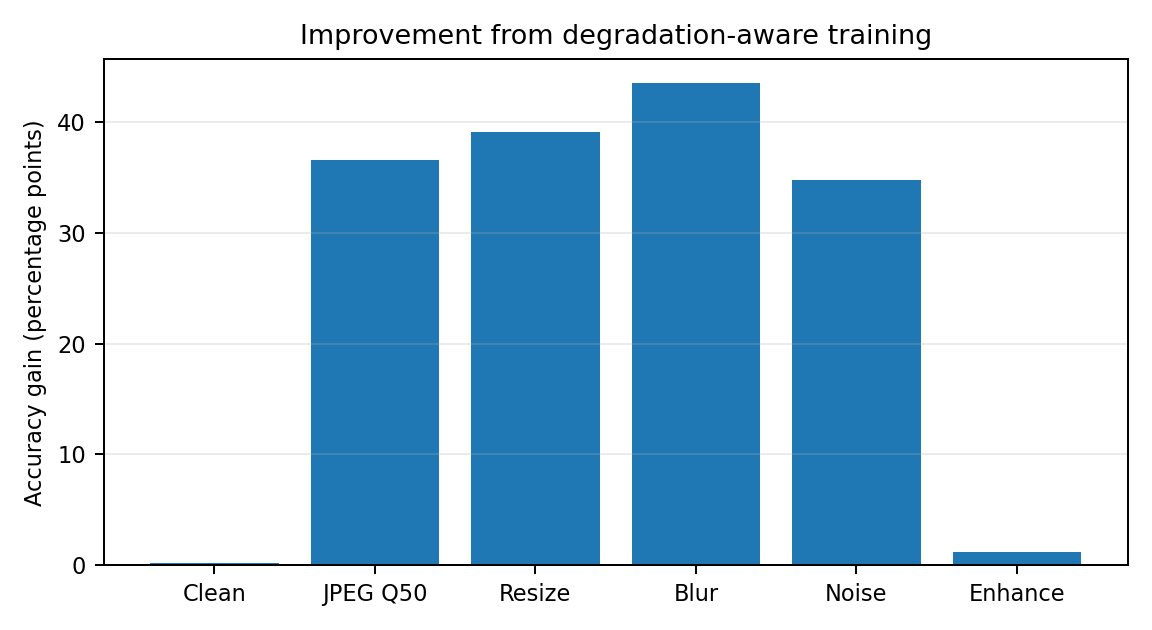 Improvement from degradation-aware training
Accuracy gain (percentage points)
40
30
20
10
0
Clean JPEG Q50 Resize Blur Noise Enhance